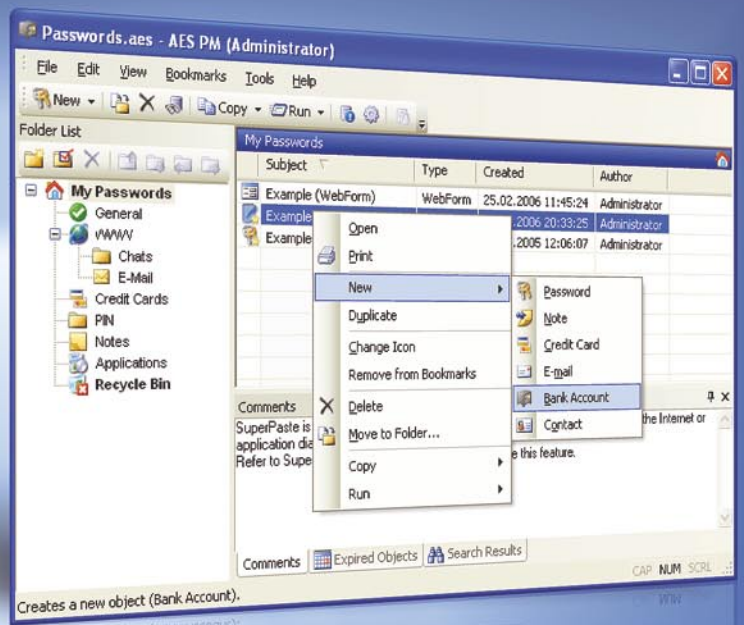 Passwords.aes - AES PM (Administrator)
File Edit View Bookmarks Tools Help
New Copy Run
Folder List
My Passwords
Subject Type Created Author
My Passwords
General
WWW
Chats
E-Mail
Credit Cards
PIN
Notes
Applications
Recycle Bin
Example (WebForm) WebForm 25.02.2006 11:45:24 Administrator
Example .2006 20:33:25 Administrator
Example .2005 12:06:07 Administrator
Open
Print
New
Duplicate
Change Icon
Remove from Bookmarks
Delete
Move to Folder...
Copy
Run
Password
Note
Credit Card
E-mail
Bank Account
Contact
Comments
SuperPaste is the Internet or
application dia
Refer to Supe e this feature.
Comments Expired Objects Search Results
CAP NUM SCRL
Creates a new object (Bank Account).